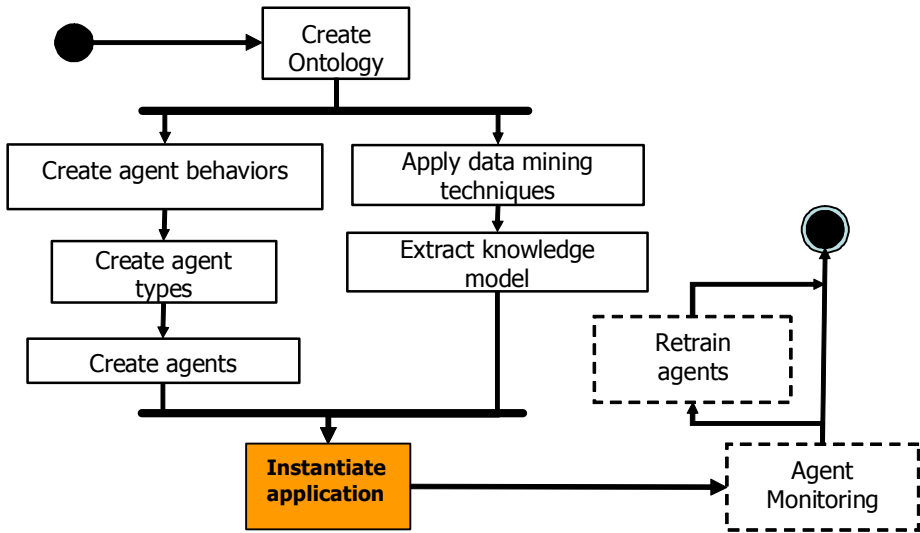 Create
Ontology
Create agent behaviors
Apply data mining
techniques
Create agent
types
Extract knowledge
model
Create agents
Retrain
agents
Instantiate
application
Agent
Monitoring